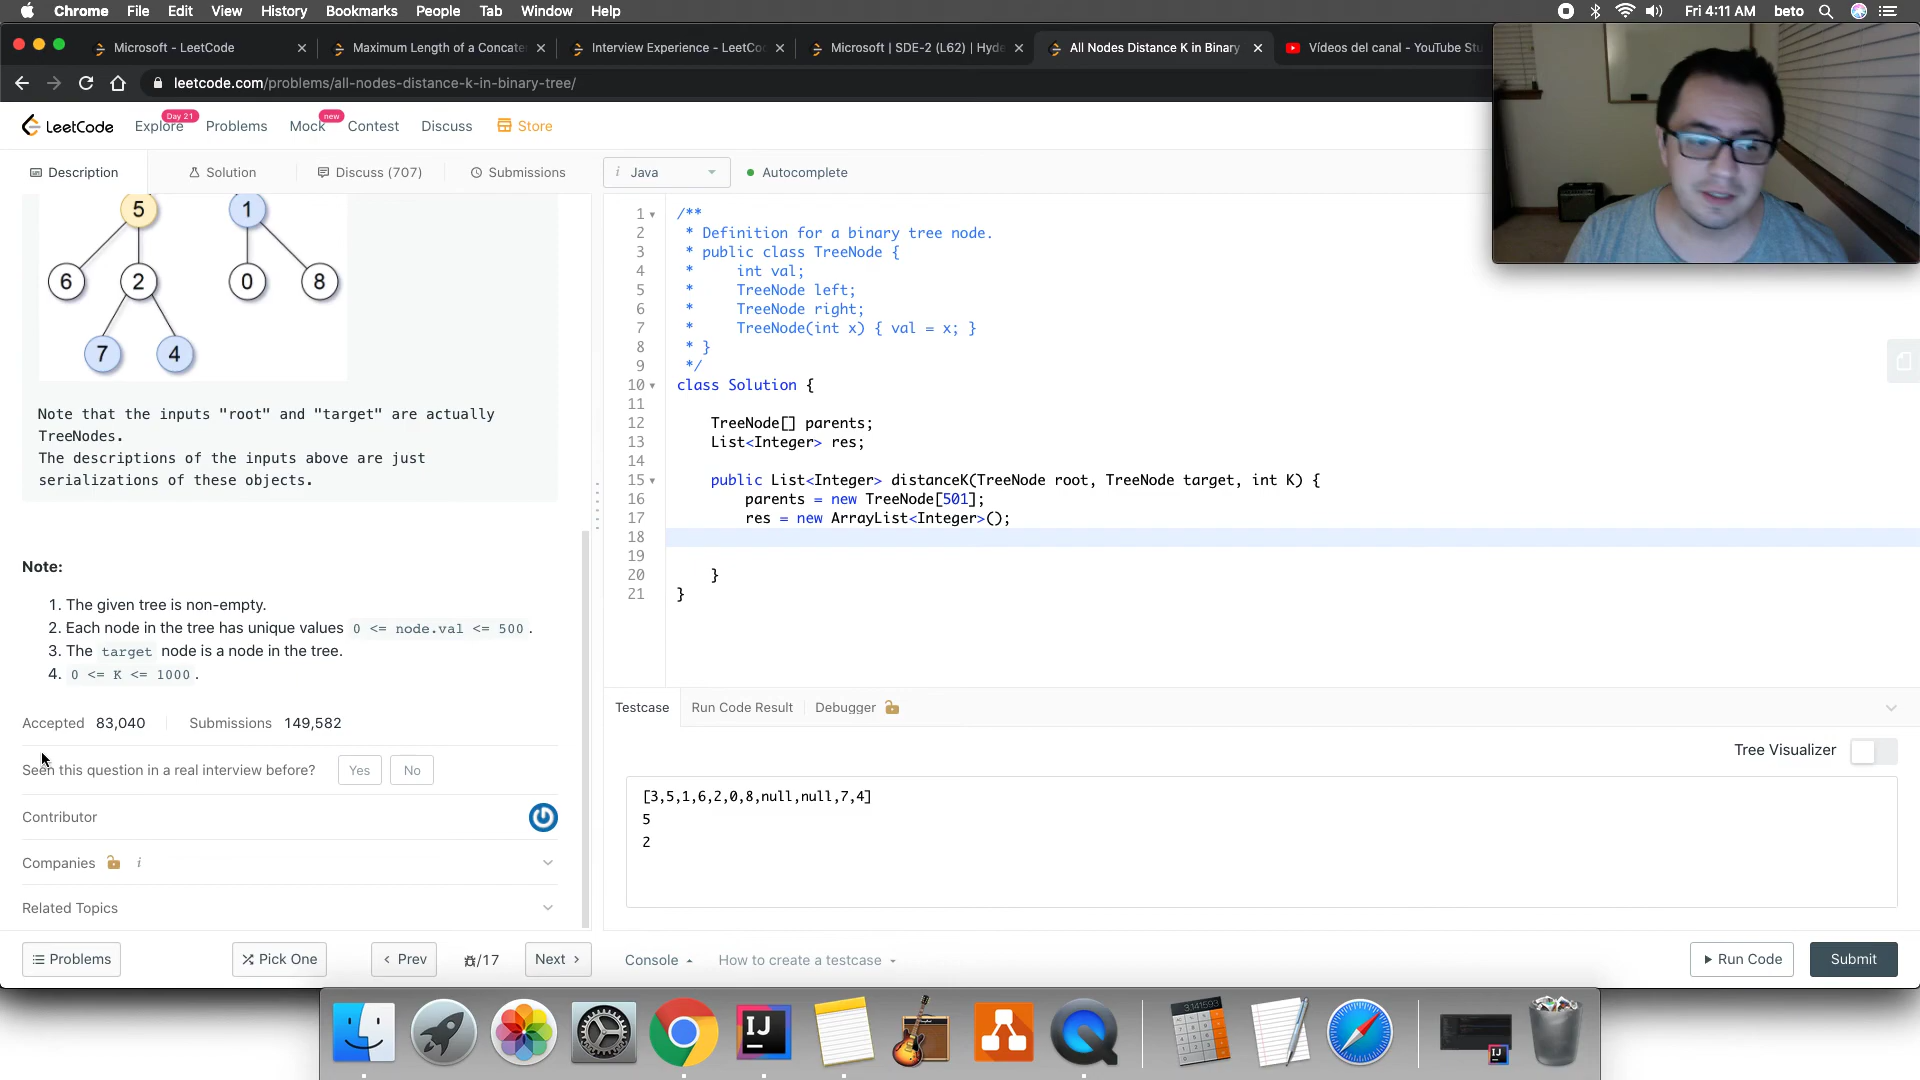 Chrome File Edit View History Bookmarks People Tab Window Help
Fri 4:11 AM beto
Microsoft - LeetCode
Maximum Length of a Concate
Interview Experience - LeetCo
Microsoft | SDE-2 (L62) | Hyde
All Nodes Distance K in Binary
Vídeos del canal - YouTube Stu
leetcode.com/problems/all-nodes-distance-k-in-binary-tree/
LeetCode
Explore
Day 21
Problems
Mock
new
Contest
Discuss
Store
Description
Solution
Discuss (707)
Submissions
i Java
Autocomplete
5 1
6 2 0 8
7 4
Note that the inputs "root" and "target" are actually
TreeNodes.
The descriptions of the inputs above are just
serializations of these objects.
Note:
1. The given tree is non-empty.
2. Each node in the tree has unique values 0 <= node.val <= 500 .
3. The target node is a node in the tree.
4. 0 <= K <= 1000 .
Accepted 83,040 Submissions 149,582
Seen this question in a real interview before? Yes No
Contributor
Companies i
Related Topics
Problems
Pick One
< Prev
/17
Next >
1 /**
2 * Definition for a binary tree node.
3 * public class TreeNode {
4 * int val;
5 * TreeNode left;
6 * TreeNode right;
7 * TreeNode(int x) { val = x; }
8 * }
9 */
10 class Solution {
11
12 TreeNode[] parents;
13 List<Integer> res;
14
15 public List<Integer> distanceK(TreeNode root, TreeNode target, int K) {
16 parents = new TreeNode[501];
17 res = new ArrayList<Integer>();
18
19
20 }
21 }
Testcase
Run Code Result
Debugger
Tree Visualizer
[3,5,1,6,2,0,8,null,null,7,4]
5
2
Console
How to create a testcase
Run Code
Submit
3.141593
IJ
IJ